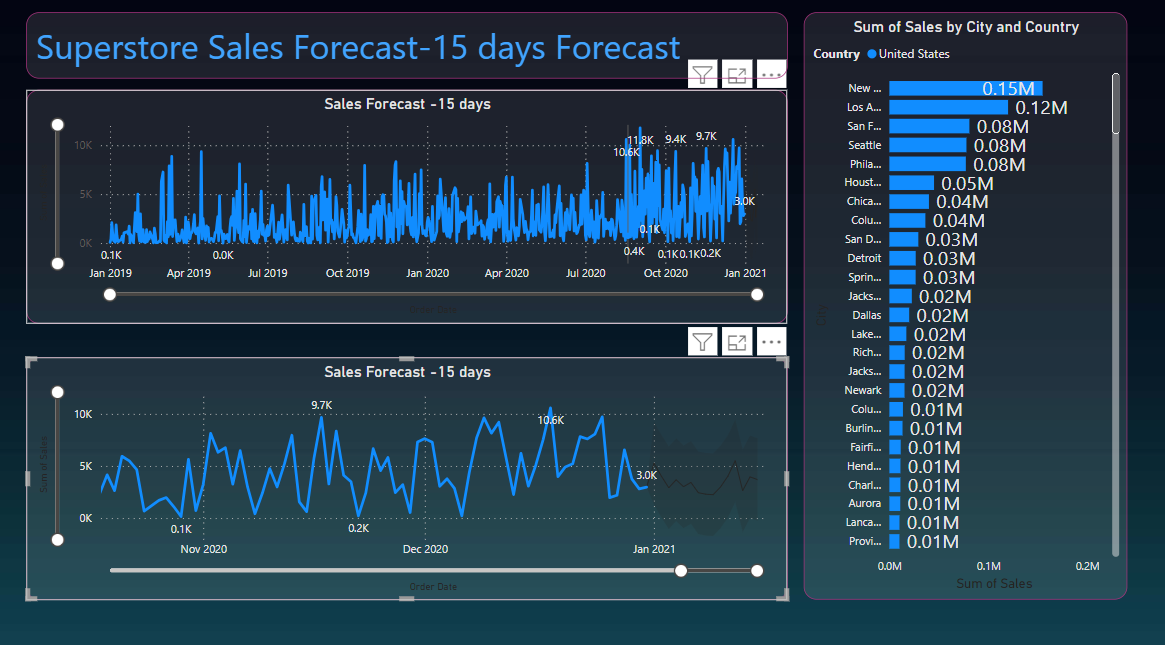 Superstore Sales Forecast-15 days Forecast
Sales Forecast -15 days
10K
5K
0K
0.1K
0.0K
10.6K
11.8K
9.4K
9.7K
3.0K
0.1K
0.4K
0.1K
0.1K
0.2K
Jan 2019
Apr 2019
Jul 2019
Oct 2019
Jan 2020
Apr 2020
Jul 2020
Oct 2020
Jan 2021
Order Date
Sales Forecast -15 days
Sum of Sales
10K
5K
0K
0.1K
9.7K
0.2K
10.6K
3.0K
Nov 2020
Dec 2020
Jan 2021
Order Date
Sum of Sales by City and Country
Country United States
City
New ... 0.15M
Los A... 0.12M
San F... 0.08M
Seattle 0.08M
Phila... 0.08M
Houst... 0.05M
Chica... 0.04M
Colu... 0.04M
San D... 0.03M
Detroit 0.03M
Sprin... 0.03M
Jacks... 0.02M
Dallas 0.02M
Lake... 0.02M
Rich... 0.02M
Jacks... 0.02M
Newark 0.02M
Colu... 0.01M
Burlin... 0.01M
Fairfi... 0.01M
Hend... 0.01M
Charl... 0.01M
Aurora 0.01M
Lanca... 0.01M
Provi... 0.01M
0.0M 0.1M 0.2M
Sum of Sales